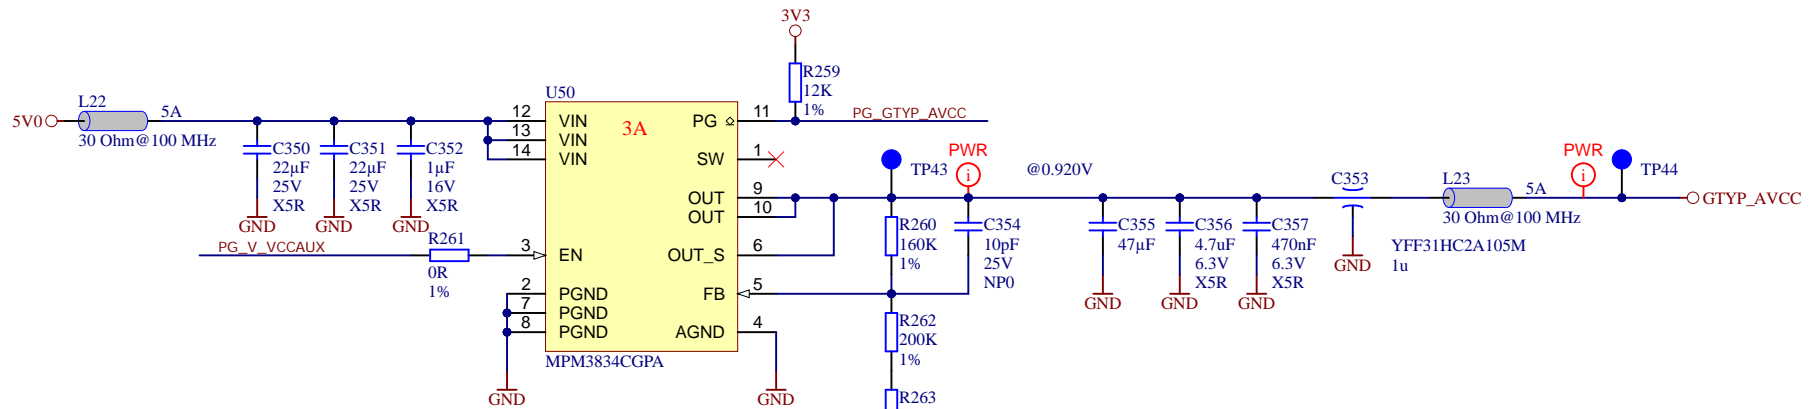 3V3
R259
12K
1%
L22
5A
5V0
30 Ohm@100 MHz
U50
12
VIN
3A
PG
11
PG_GTYP_AVCC
13
VIN
14
VIN
SW
1
C350
22µF
25V
X5R
GND
C351
22µF
25V
X5R
GND
C352
1µF
16V
X5R
GND
PG_V_VCCAUX
R261
0R
1%
3
EN
2
PGND
7
PGND
8
PGND
GND
OUT
9
OUT
10
OUT_S
6
FB
5
AGND
4
GND
MPM3834CGPA
TP43
PWR
i
@0.920V
R260
160K
1%
C354
10pF
25V
NP0
R262
200K
1%
R263
C355
47µF
GND
C356
4.7uF
6.3V
X5R
GND
C357
470nF
6.3V
X5R
GND
C353
GND
YFF31HC2A105M
1u
L23
5A
30 Ohm@100 MHz
PWR
i
TP44
GTYP_AVCC